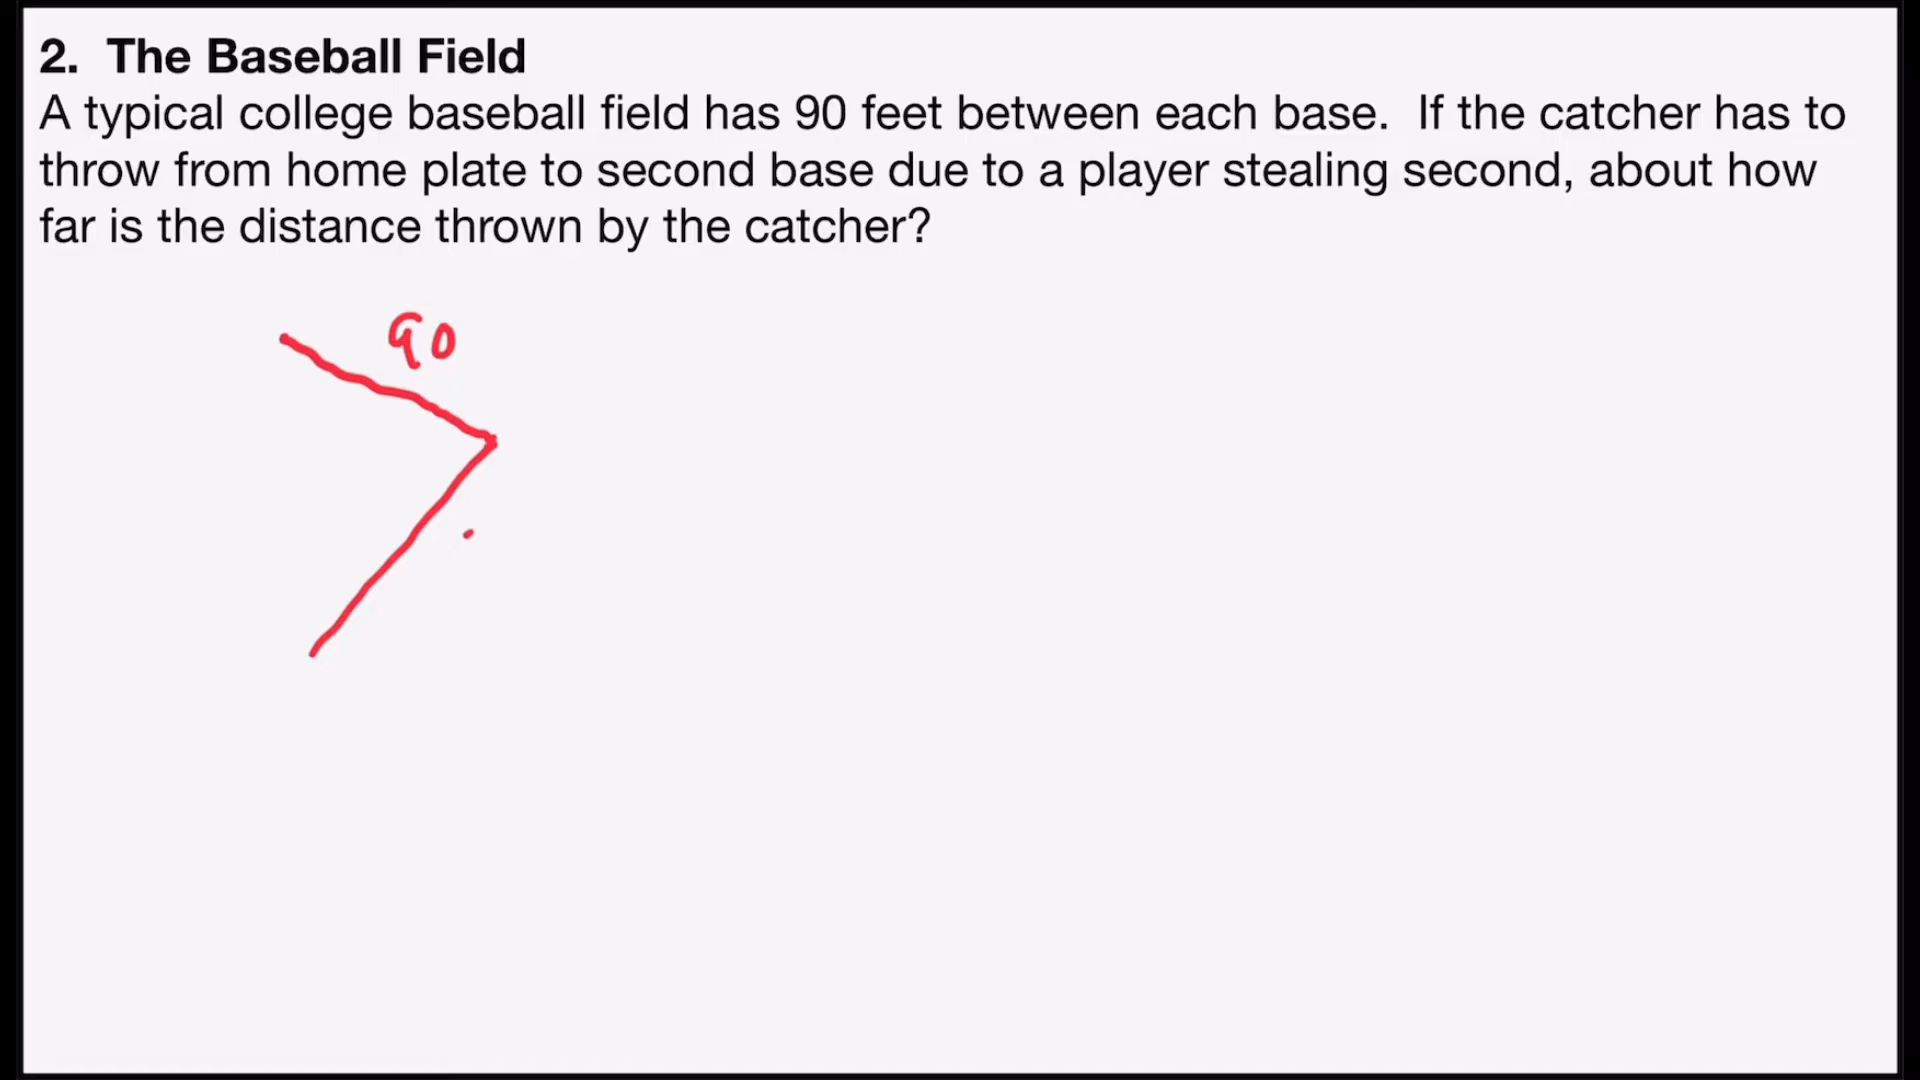 2. The Baseball Field
A typical college baseball field has 90 feet between each base. If the catcher has to
throw from home plate to second base due to a player stealing second, about how
far is the distance thrown by the catcher?
90